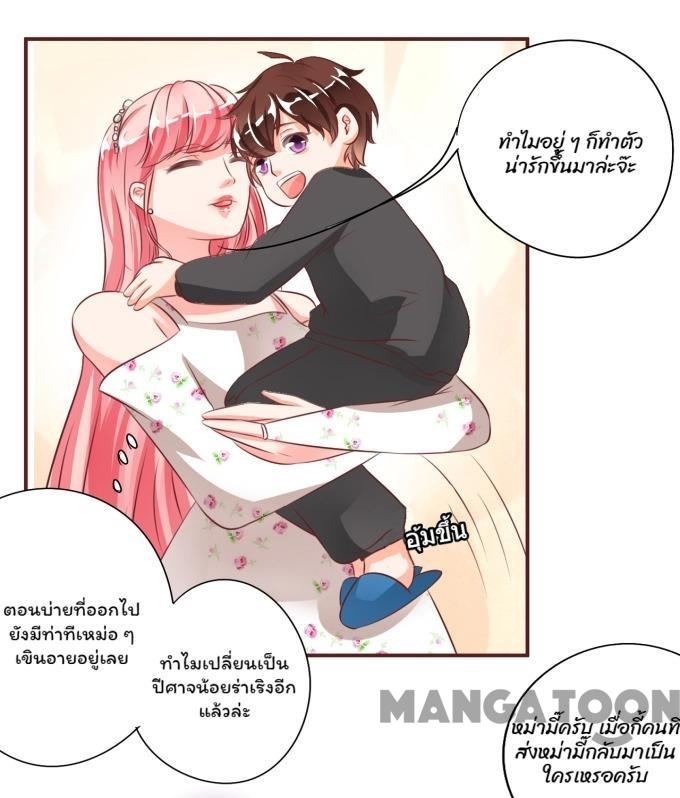 ทำไมอยู่ ๆ ก็ทำตัว
น่ารักขึ้นมาล่ะจ๊ะ
อุ้มขึ้น
ตอนบ่ายที่ออกไป
ยังมีท่าทีเหม่อ ๆ
เขินอายอยู่เลย
ทำไมเปลี่ยนเป็น
ปีศาจน้อยร่าเริงอีก
แล้วล่ะ
MANGATOON
หม่ามี๊ครับ เมื่อกี้คนที่
ส่งหม่ามี๊กลับมาเป็น
ใครเหรอครับ